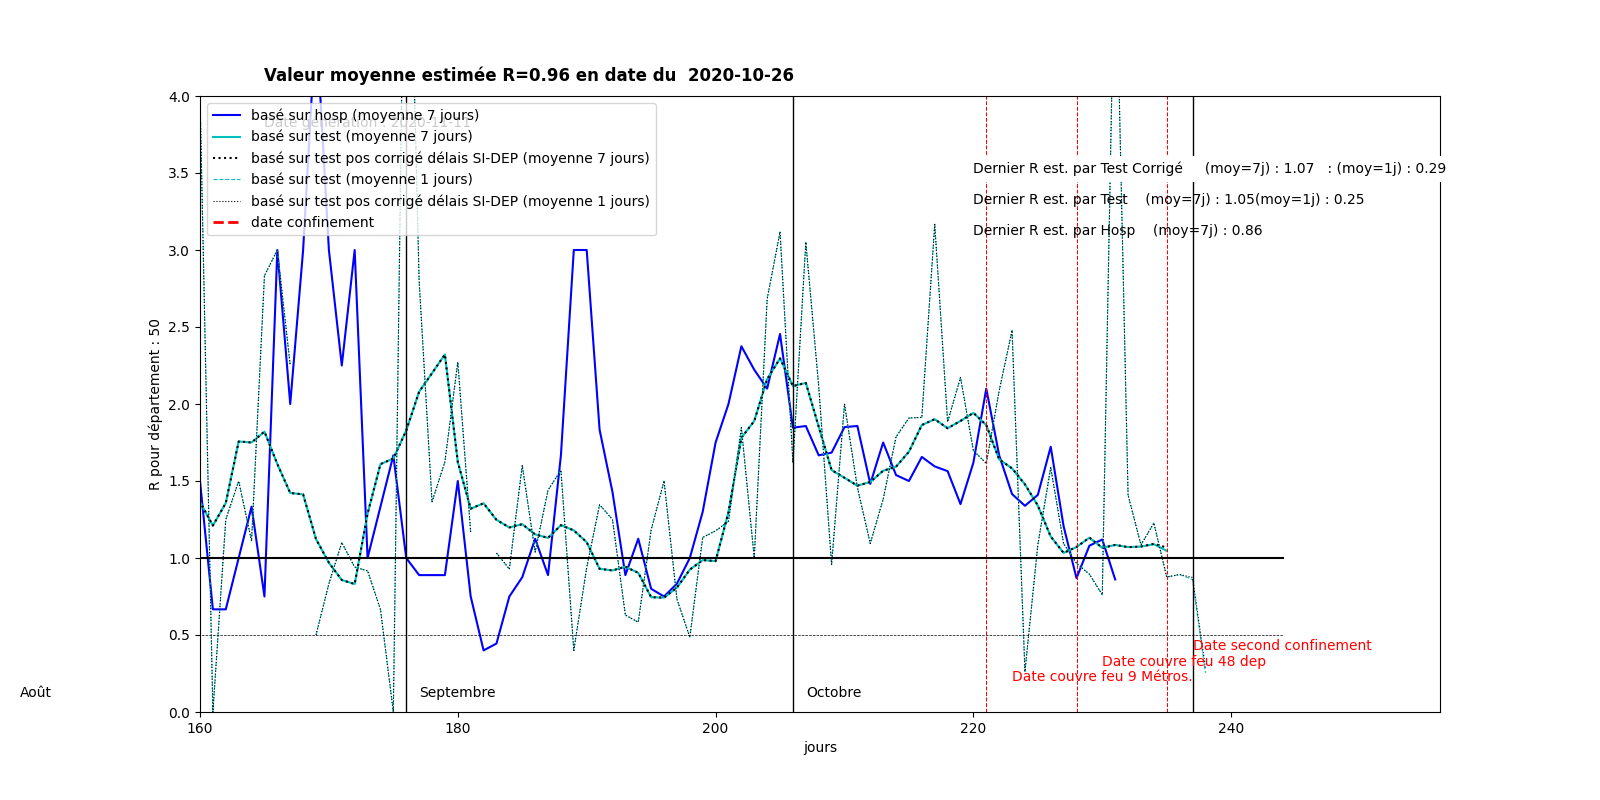 Valeur moyenne estimée R=0.96 en date du  2020-10-26
Date génération : 2020-11-11
basé sur hosp (moyenne 7 jours)
basé sur test (moyenne 7 jours)
basé sur test pos corrigé délais SI-DEP (moyenne 7 jours)
basé sur test (moyenne 1 jours)
basé sur test pos corrigé délais SI-DEP (moyenne 1 jours)
date confinement
Dernier R est. par Test Corrigé (moy=7j) : 1.07 : (moy=1j) : 0.29
Dernier R est. par Test (moy=7j) : 1.05(moy=1j) : 0.25
Dernier R est. par Hosp (moy=7j) : 0.86
4.0
3.5
3.0
2.5
2.0
1.5
1.0
0.5
0.0
R pour département : 50
Date second confinement
Date couvre feu 48 dep
Date couvre feu 9 Métros.
Août
Septembre
Octobre
160
180
200
220
240
jours